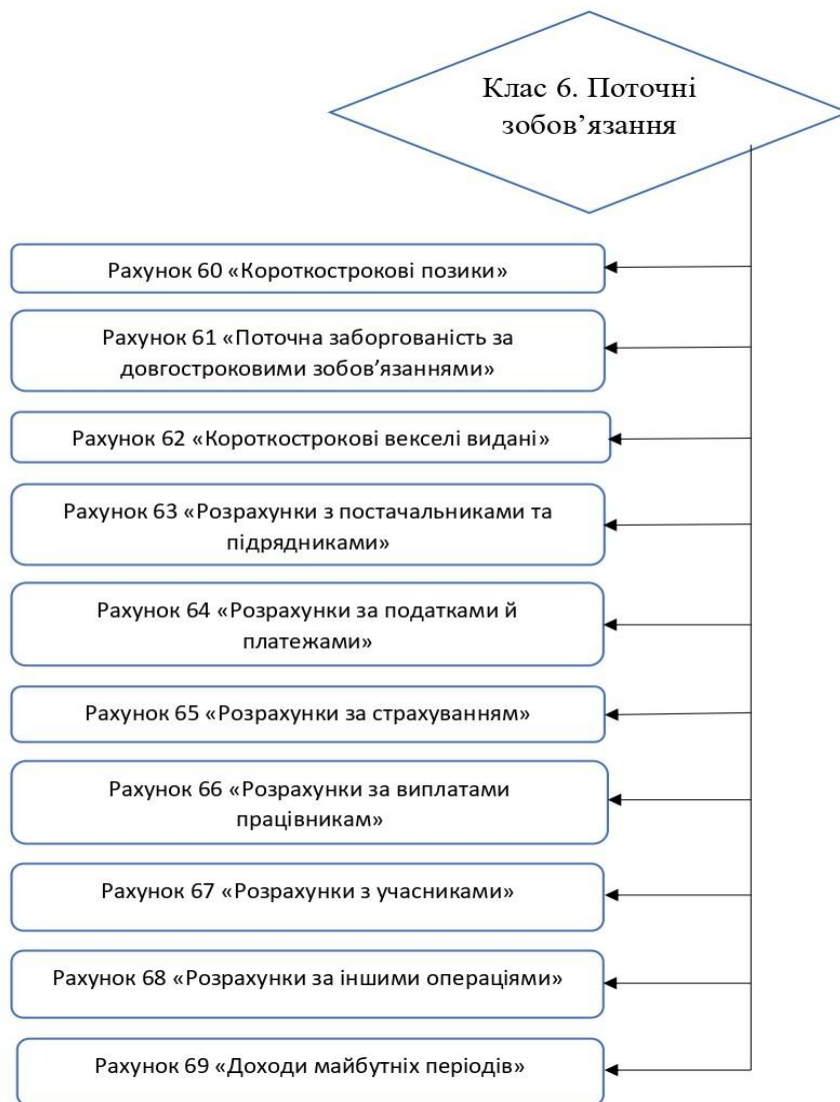 Клас 6. Поточні
зобов’язання
Рахунок 60 «Короткострокові позики»
Рахунок 61 «Поточна заборгованість за
довгостроковими зобов’язаннями»
Рахунок 62 «Короткострокові векселі видані»
Рахунок 63 «Розрахунки з постачальниками та
підрядниками»
Рахунок 64 «Розрахунки за податками й
платежами»
Рахунок 65 «Розрахунки за страхуванням»
Рахунок 66 «Розрахунки за виплатами
працівникам»
Рахунок 67 «Розрахунки з учасниками»
Рахунок 68 «Розрахунки за іншими операціями»
Рахунок 69 «Доходи майбутніх періодів»